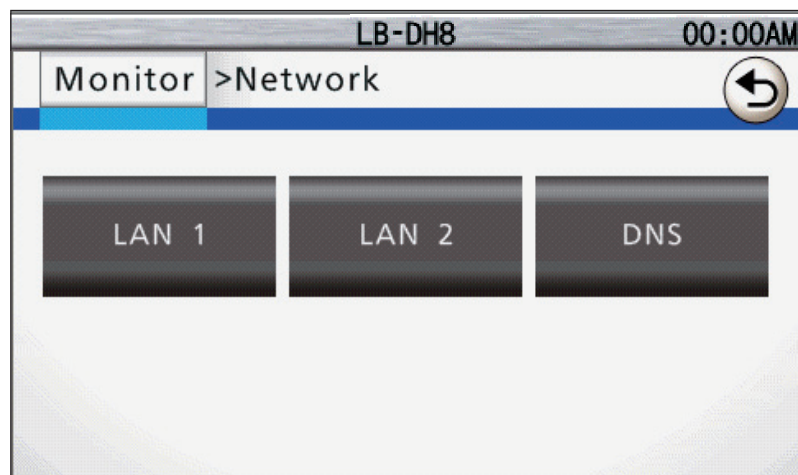 LB-DH8 00:00AM
Monitor >Network
LAN 1 LAN 2 DNS